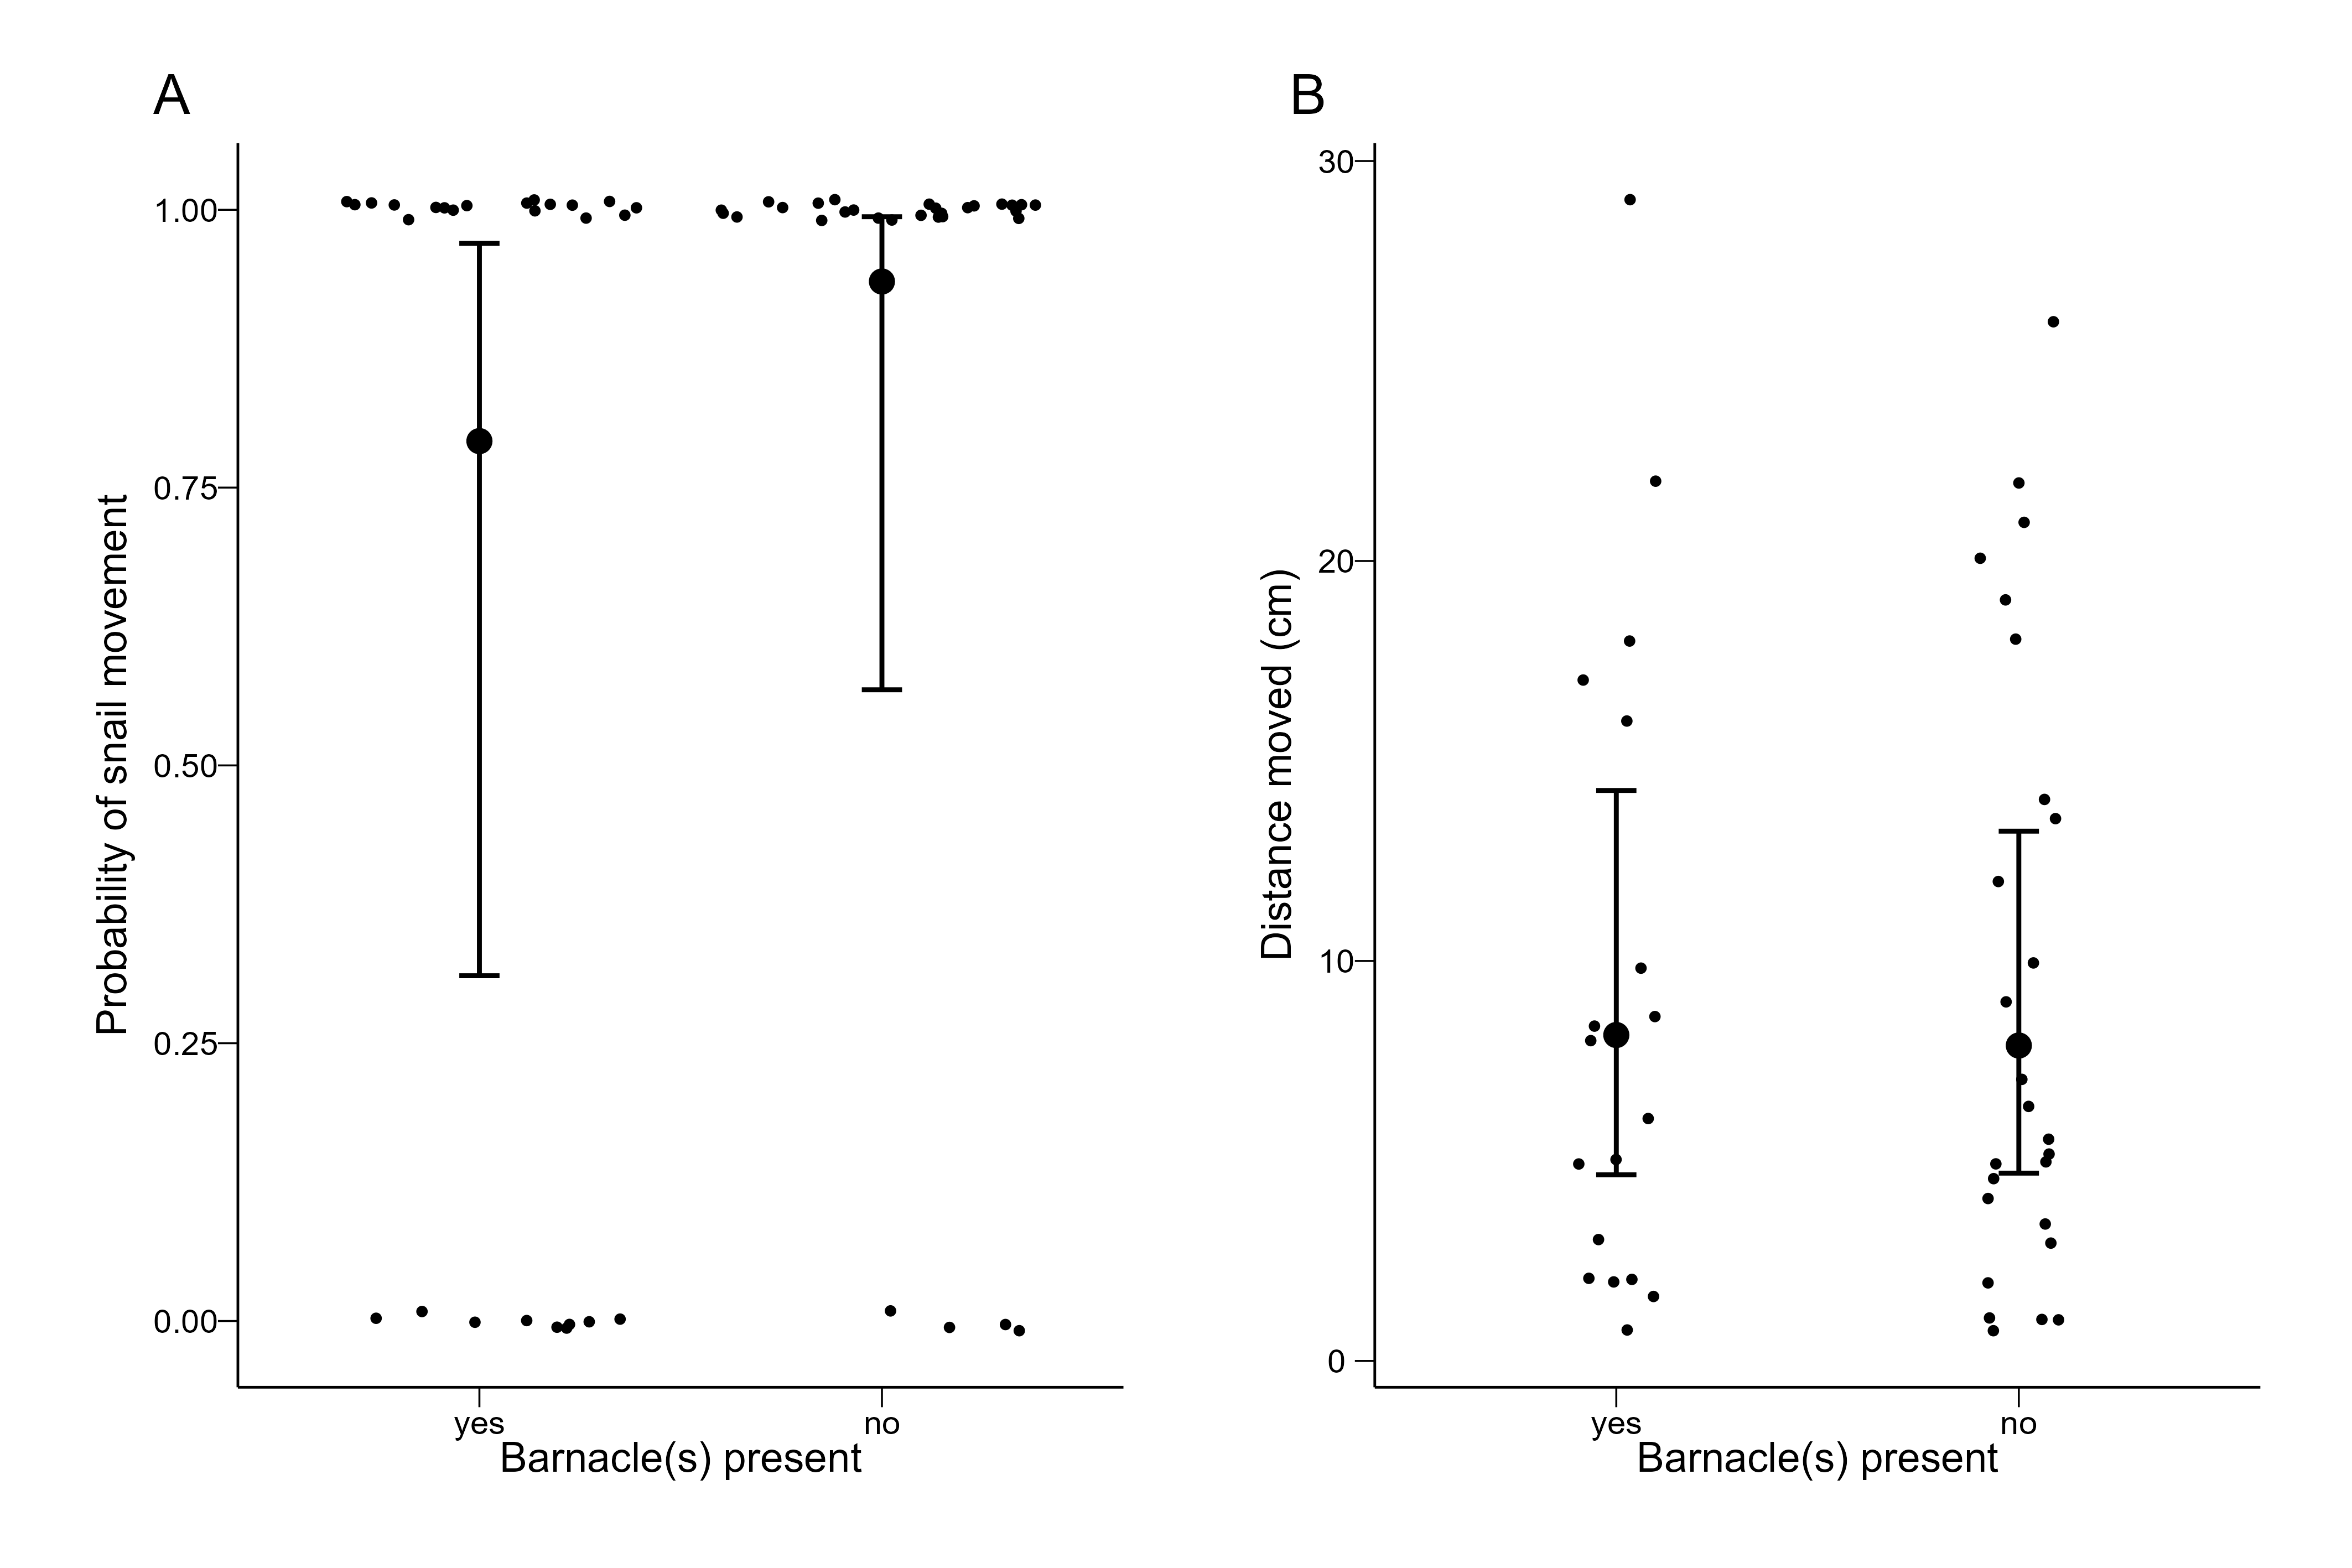 A
Probability of snail movement
1.00
0.75
0.50
0.25
0.00
yes
no
Barnacle(s) present
B
Distance moved (cm)
30
20
10
0
yes
no
Barnacle(s) present